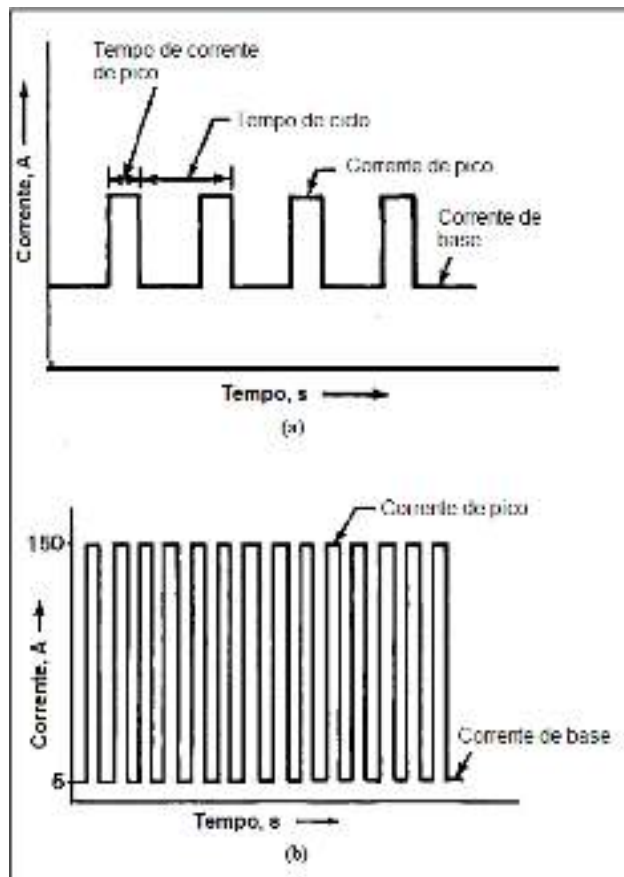 Tempo de corrente
de pico
Tempo de ciclo
Corrente de pico
Corrente de
base
Corrente, A
Tempo, s
(a)
Corrente de pico
150
Corrente, A
Corrente de base
5
Tempo, s
(b)